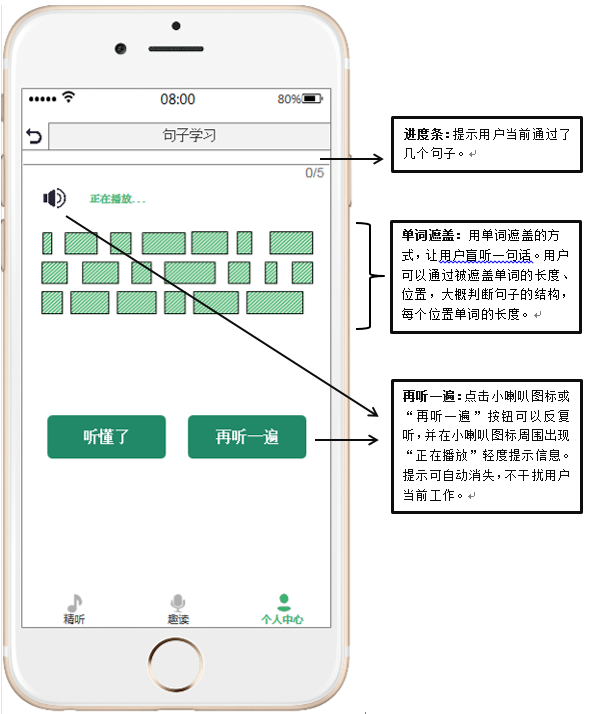 08:00
80%
句子学习
0/5
正在播放...
听懂了
再听一遍
精听
趣读
个人中心
进度条：提示用户当前通过了
几个句子。
单词遮盖：用单词遮盖的方
式，让用户盲听一句话。用户
可以通过被遮盖单词的长度、
位置，大概判断句子的结构，
每个位置单词的长度。
再听一遍：点击小喇叭图标或
“再听一遍”按钮可以反复
听，并在小喇叭图标周围出现
“正在播放”轻度提示信息。
提示可自动消失，不干扰用户
当前工作。